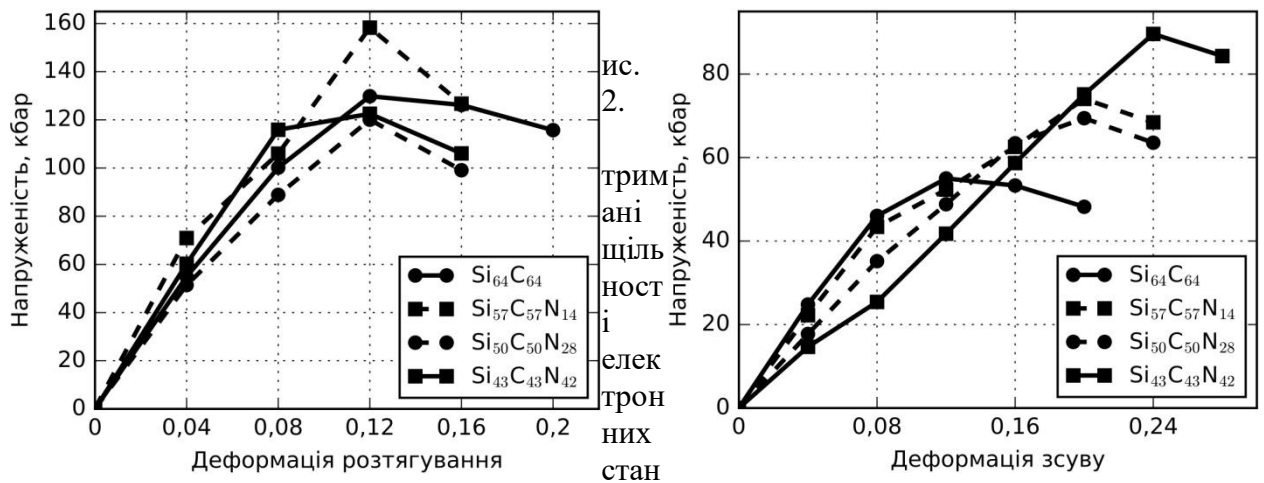 Напруженість, кбар
160
140
120
100
80
60
40
20
0
0 0,04 0,08 0,12 0,16 0,2
Деформація розтягування
Si₆₄C₆₄
Si₅₇C₅₇N₁₄
Si₅₀C₅₀N₂₈
Si₄₃C₄₃N₄₂
ис.
2.
трим
ані
щіль
ност
і
елек
трон
них
стан
Напруженість, кбар
80
60
40
20
0
0 0,08 0,16 0,24
Деформація зсуву
Si₆₄C₆₄
Si₅₇C₅₇N₁₄
Si₅₀C₅₀N₂₈
Si₄₃C₄₃N₄₂